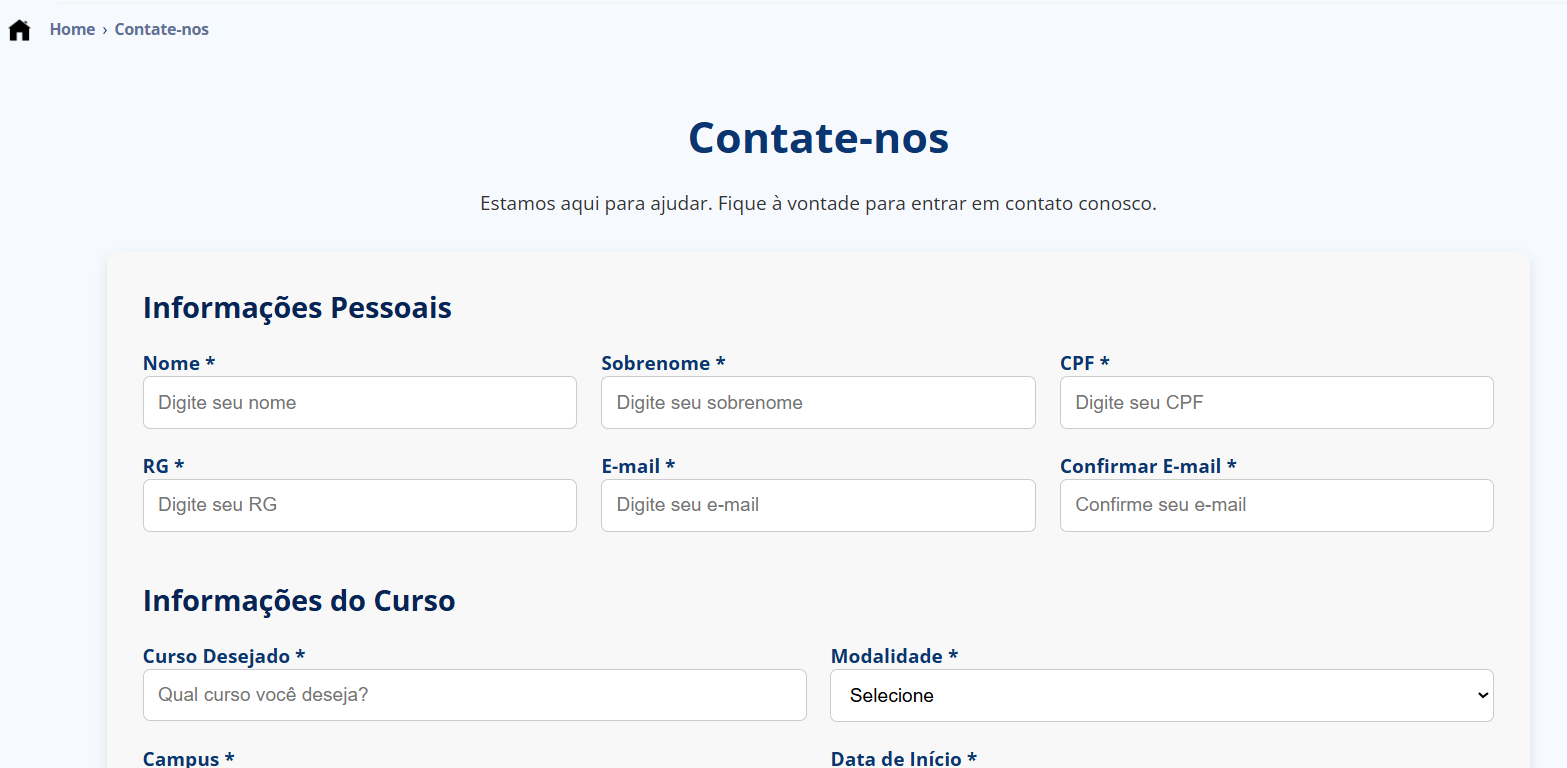 Home › Contate-nos
Contate-nos
Estamos aqui para ajudar. Fique à vontade para entrar em contato conosco.
Informações Pessoais
Nome * Sobrenome * CPF *
Digite seu nome Digite seu sobrenome Digite seu CPF
RG * E-mail * Confirmar E-mail *
Digite seu RG Digite seu e-mail Confirme seu e-mail
Informações do Curso
Curso Desejado * Modalidade *
Qual curso você deseja? Selecione
Campus * Data de Início *